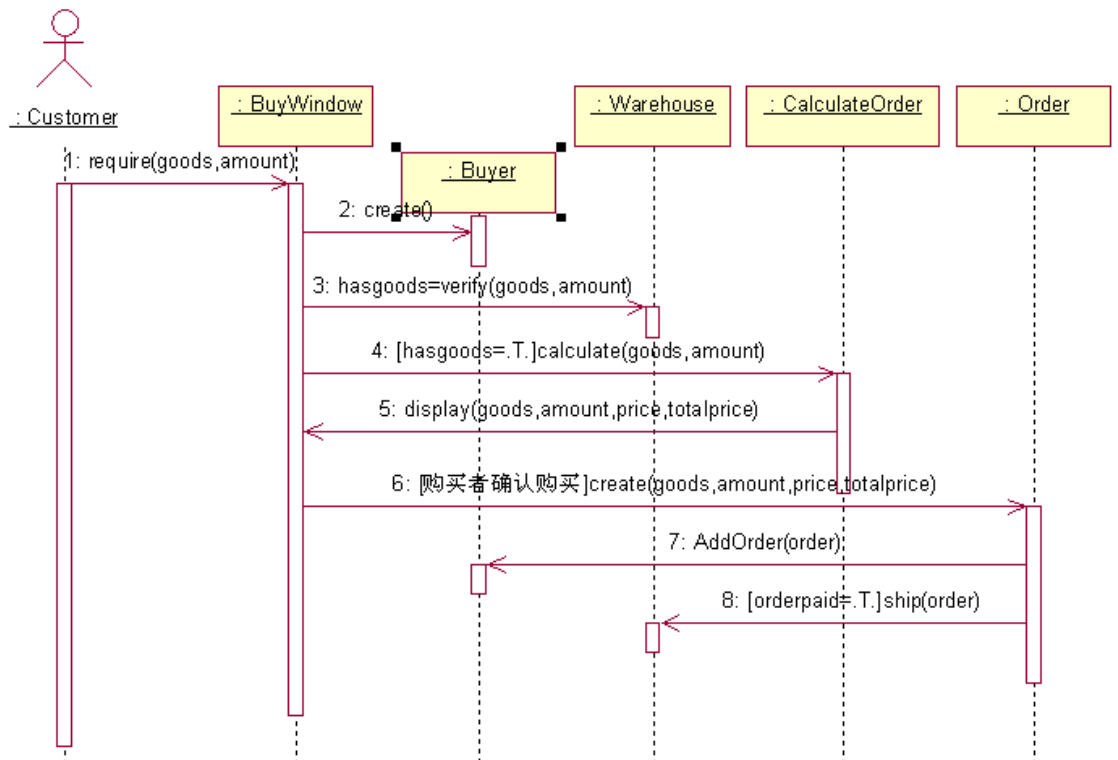 : Customer
: BuyWindow
: Buyer
: Warehouse
: CalculateOrder
: Order
1: require(goods,amount)
2: create()
3: hasgoods=verify(goods,amount)
4: [hasgoods=.T.]calculate(goods,amount)
5: display(goods,amount,price,totalprice)
6: [购买者确认购买]create(goods,amount,price,totalprice)
7: AddOrder(order)
8: [orderpaid=.T.]ship(order)